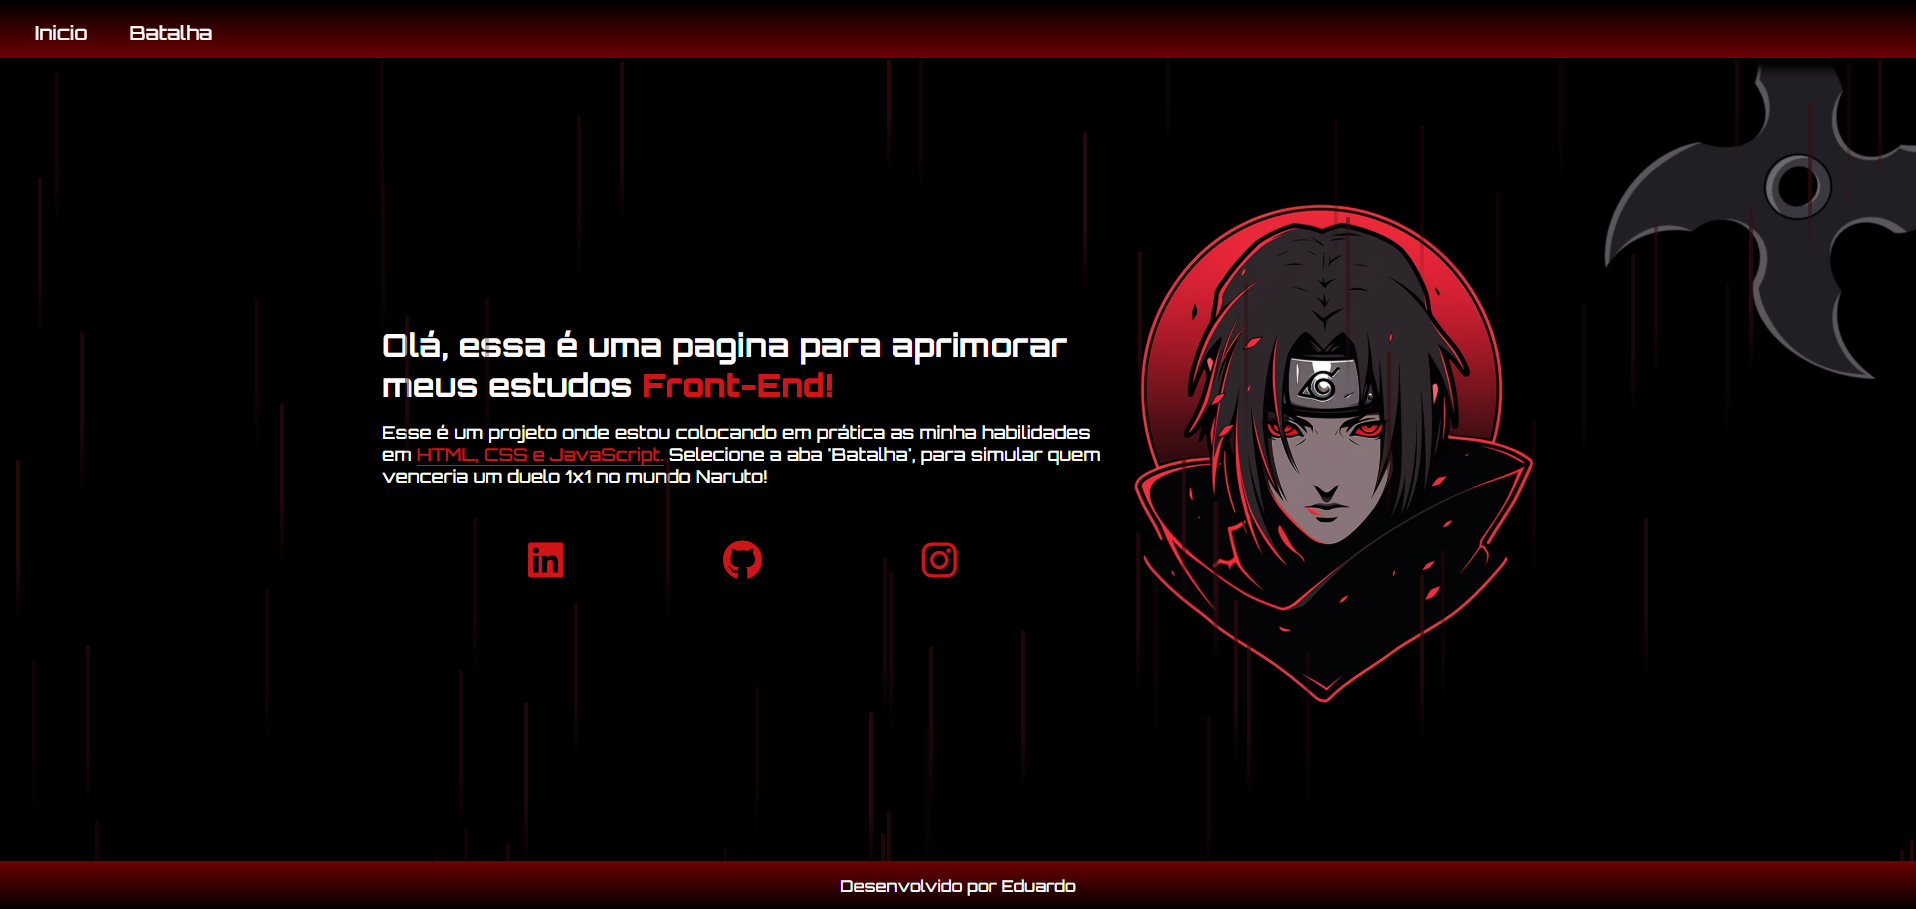 Inicio Batalha
Olá, essa é uma pagina para aprimorar
meus estudos Front-End!
Esse é um projeto onde estou colocando em prática as minha habilidades
em HTML, CSS e JavaScript. Selecione a aba 'Batalha', para simular quem
venceria um duelo 1x1 no mundo Naruto!
in
Desenvolvido por Eduardo